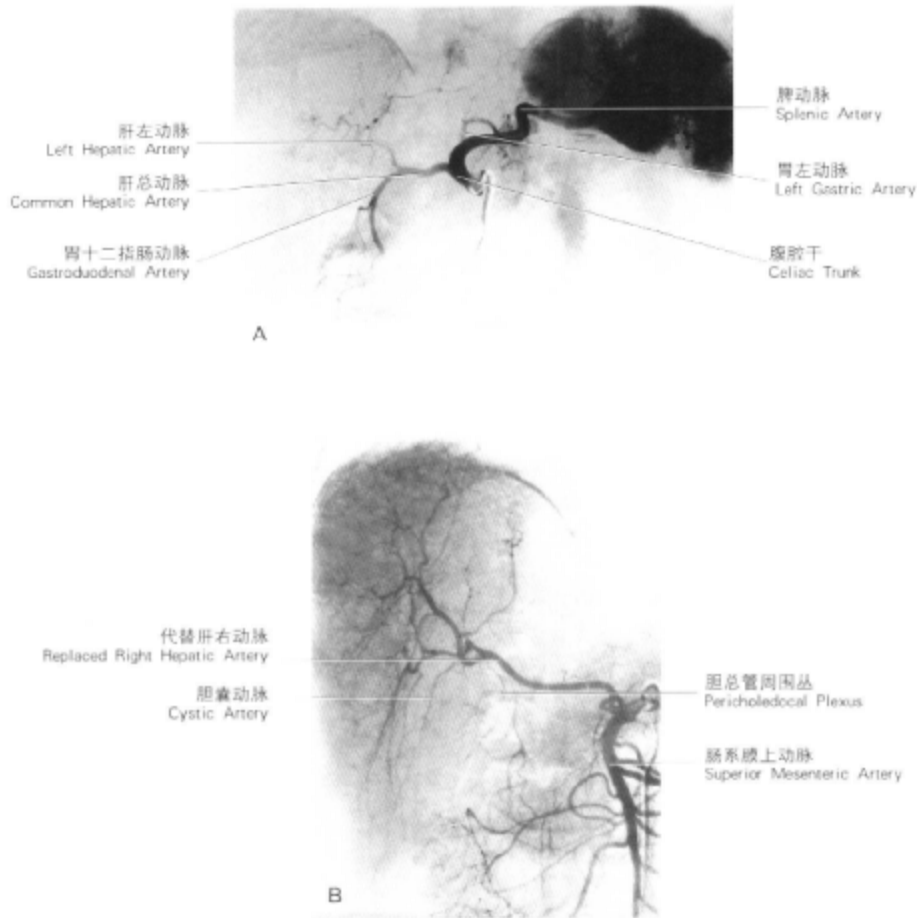 脾动脉
Splenic Artery
肝左动脉
Left Hepatic Artery
胃左动脉
Left Gastric Artery
肝总动脉
Common Hepatic Artery
胃十二指肠动脉
Gastroduodenal Artery
腹腔干
Celiac Trunk
A
代替肝右动脉
Replaced Right Hepatic Artery
胆囊动脉
Cystic Artery
胆总管周围丛
Pericholedocal Plexus
肠系膜上动脉
Superior Mesenteric Artery
B